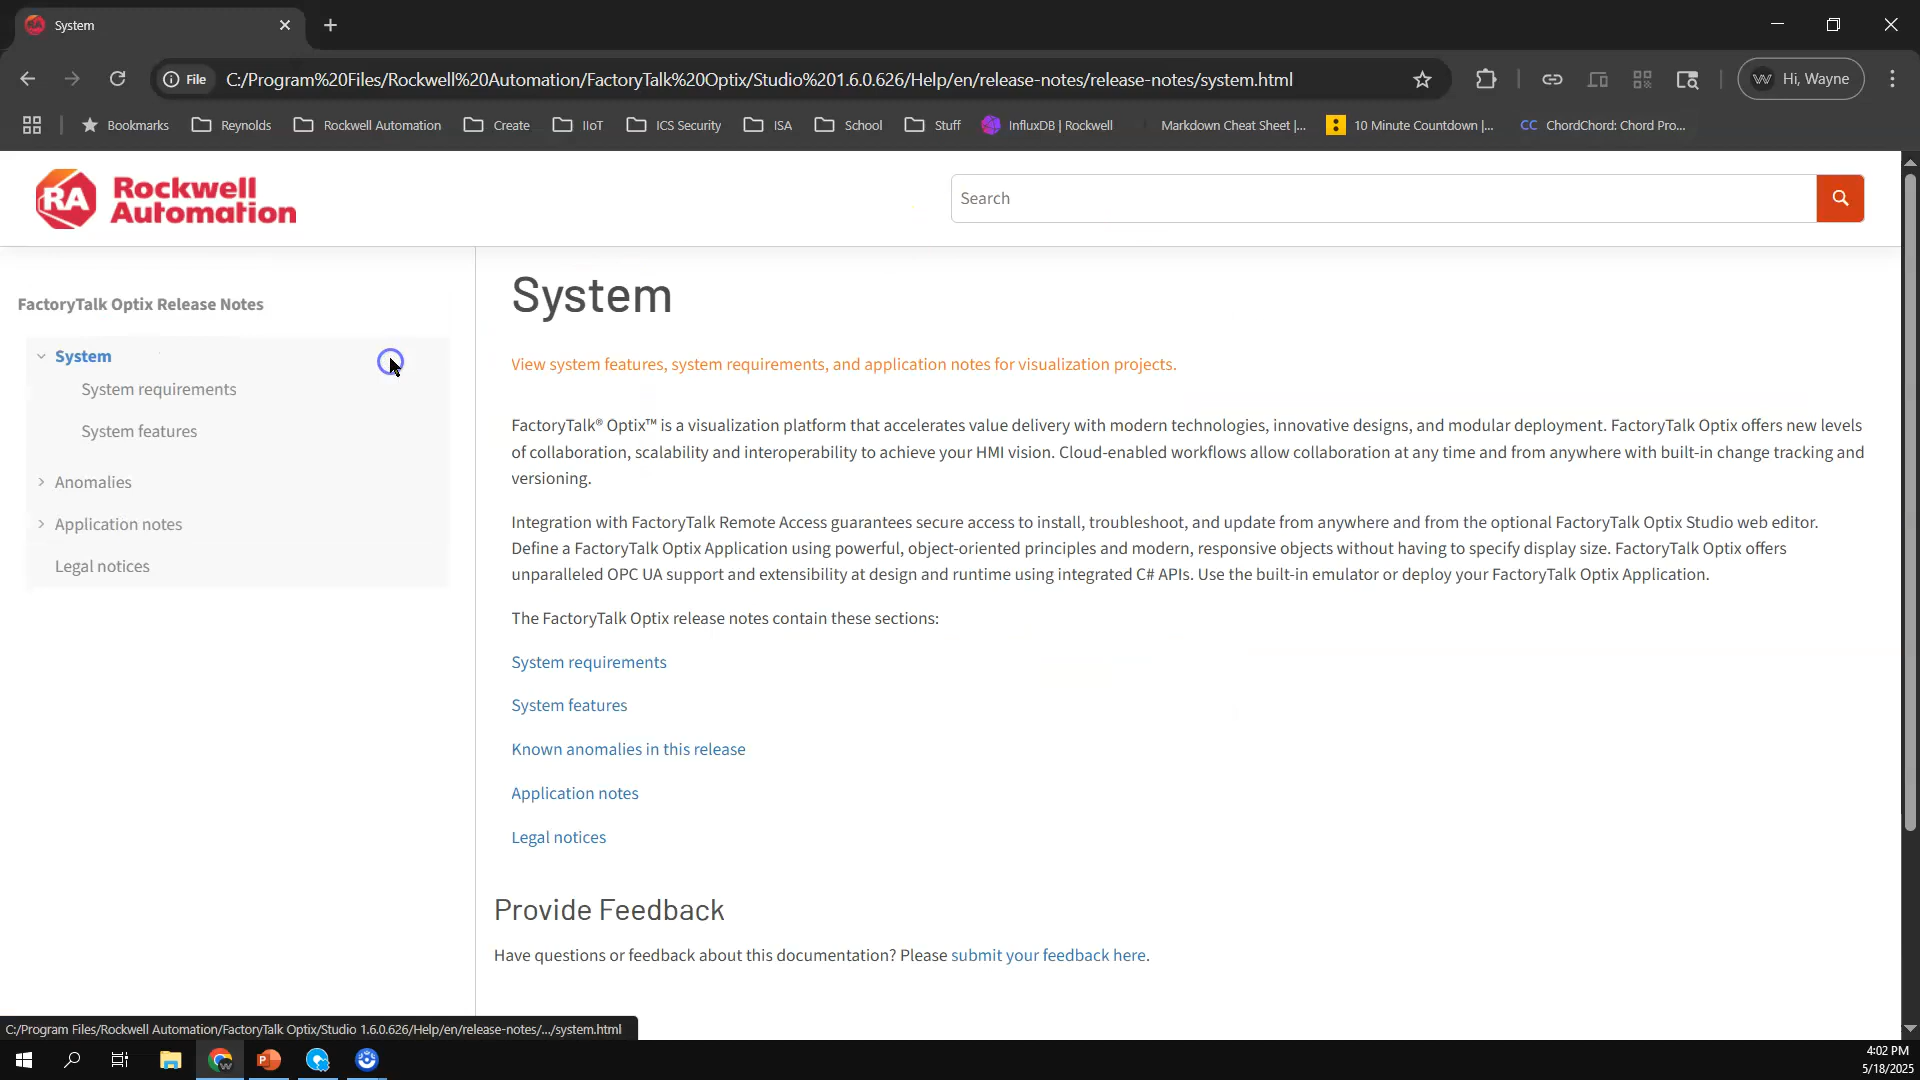 System
File
C:/Program%20Files/Rockwell%20Automation/FactoryTalk%20Optix/Studio%201.6.0.626/Help/en/release-notes/release-notes/system.html
Hi, Wayne
Bookmarks
Reynolds
Rockwell Automation
Create
IIoT
ICS Security
ISA
School
Stuff
InfluxDB | Rockwell
Markdown Cheat Sheet |...
10 Minute Countdown |...
CC ChordChord: Chord Pro...
RA Rockwell
Automation
Search
FactoryTalk Optix Release Notes
System
System requirements
System features
Anomalies
Application notes
Legal notices
System
View system features, system requirements, and application notes for visualization projects.
FactoryTalk® Optix™ is a visualization platform that accelerates value delivery with modern technologies, innovative designs, and modular deployment. FactoryTalk Optix offers new levels
of collaboration, scalability and interoperability to achieve your HMI vision. Cloud-enabled workflows allow collaboration at any time and from anywhere with built-in change tracking and
versioning.
Integration with FactoryTalk Remote Access guarantees secure access to install, troubleshoot, and update from anywhere and from the optional FactoryTalk Optix Studio web editor.
Define a FactoryTalk Optix Application using powerful, object-oriented principles and modern, responsive objects without having to specify display size. FactoryTalk Optix offers
unparalleled OPC UA support and extensibility at design and runtime using integrated C# APIs. Use the built-in emulator or deploy your FactoryTalk Optix Application.
The FactoryTalk Optix release notes contain these sections:
System requirements
System features
Known anomalies in this release
Application notes
Legal notices
Provide Feedback
Have questions or feedback about this documentation? Please submit your feedback here.
C:/Program Files/Rockwell Automation/FactoryTalk Optix/Studio 1.6.0.626/Help/en/release-notes/.../system.html
4:02 PM
5/18/2025